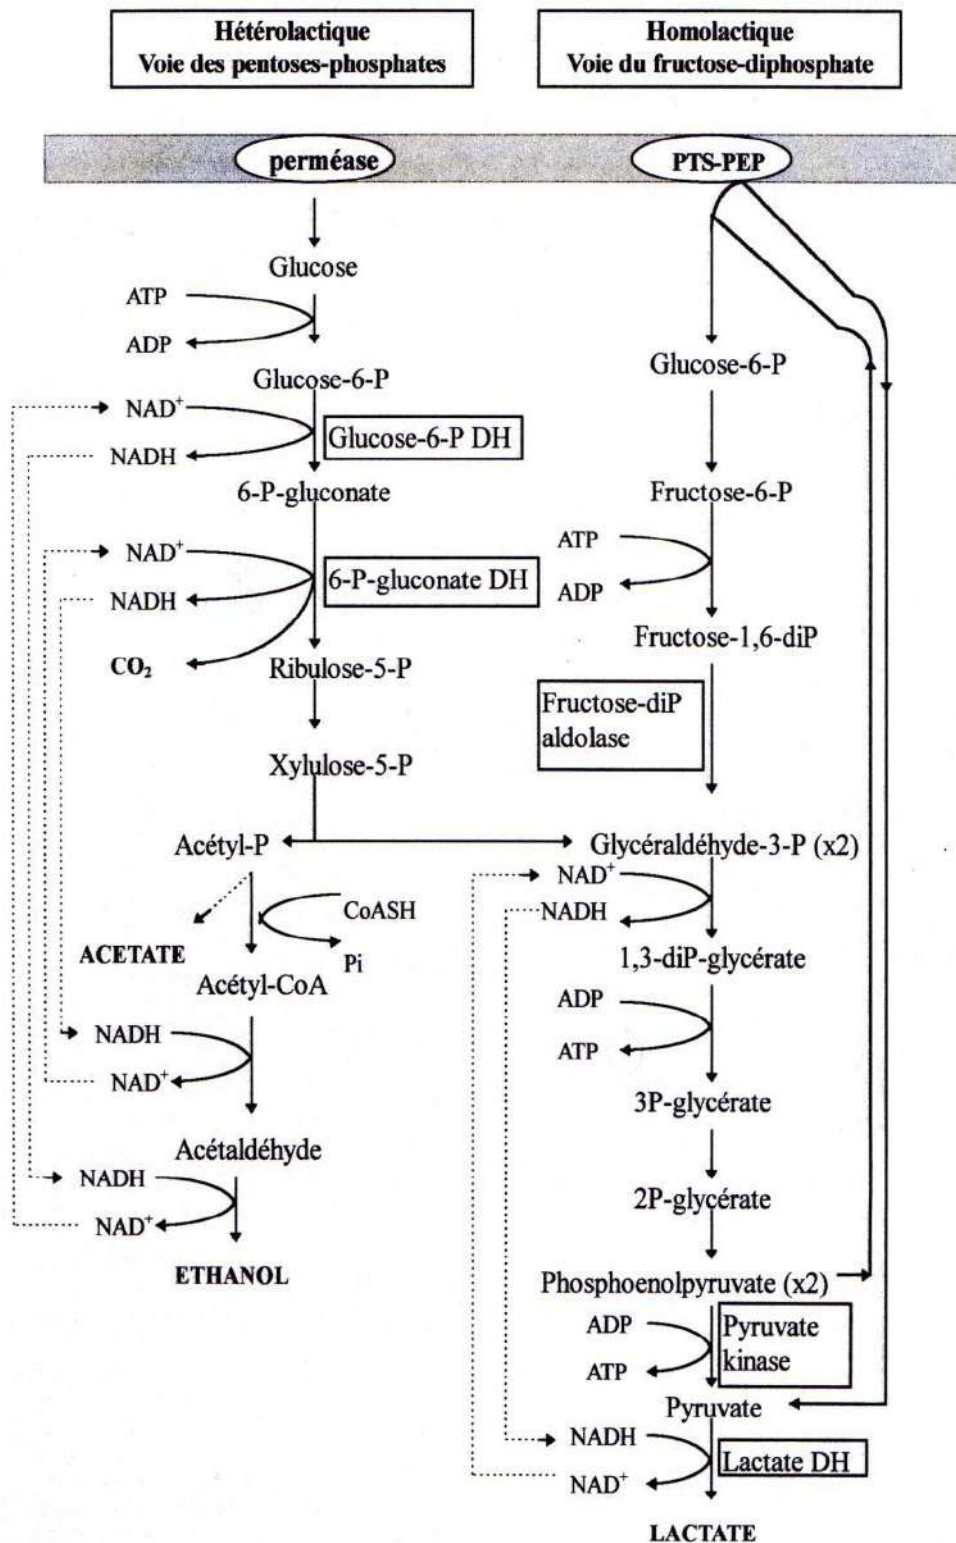 Hétérolactique
Voie des pentoses-phosphates
Homolactique
Voie du fructose-diphosphate
perméase
PTS-PEP
Glucose
ATP
ADP
Glucose-6-P
NAD+
NADH
Glucose-6-P DH
6-P-gluconate
NAD+
NADH
6-P-gluconate DH
CO₂
Ribulose-5-P
Xylulose-5-P
Acétyl-P
CoASH
Pi
ACETATE
Acétyl-CoA
NADH
NAD+
Acétaldéhyde
NADH
NAD+
ETHANOL
Glucose-6-P
Fructose-6-P
ATP
ADP
Fructose-1,6-diP
Fructose-diP
aldolase
Glycéraldéhyde-3-P (x2)
NAD+
NADH
1,3-diP-glycérate
ADP
ATP
3P-glycérate
2P-glycérate
Phosphoenolpyruvate (x2)
ADP
ATP
Pyruvate
kinase
Pyruvate
NADH
NAD+
Lactate DH
LACTATE